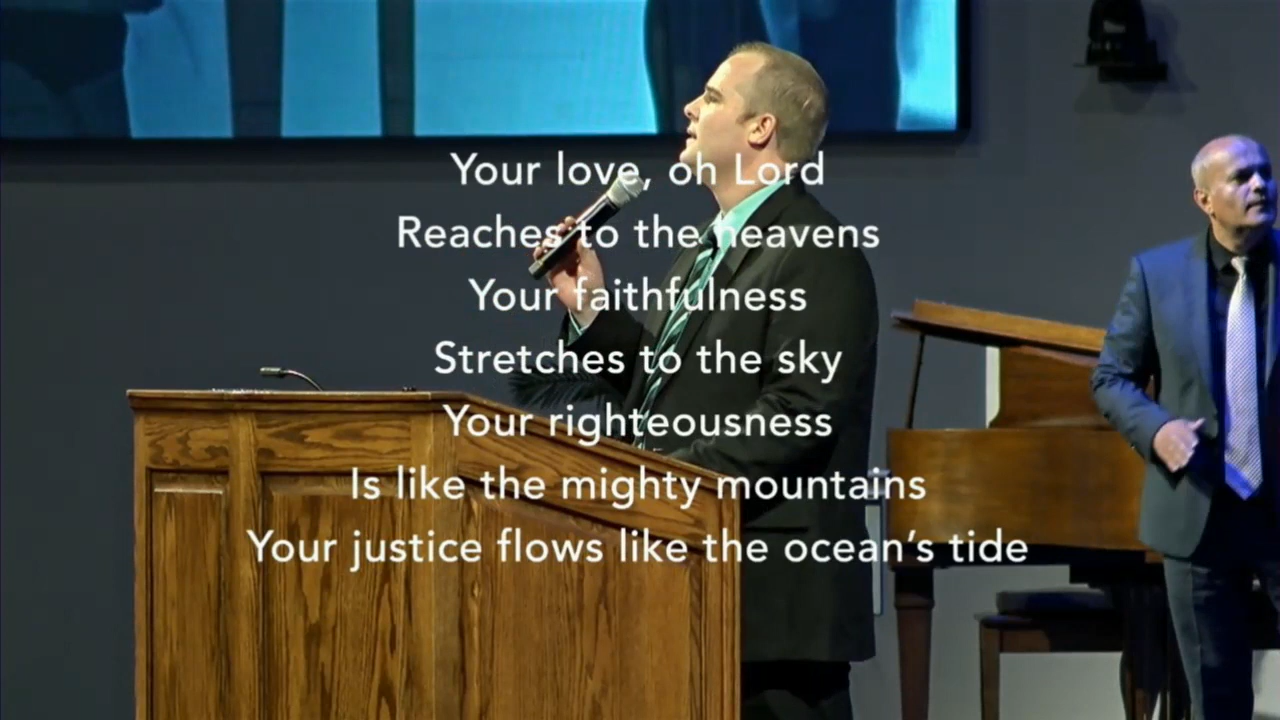 Your love, oh Lord
Reaches to the heavens
Your faithfulness
Stretches to the sky
Your righteousness
Is like the mighty mountains
Your justice flows like the ocean's tide